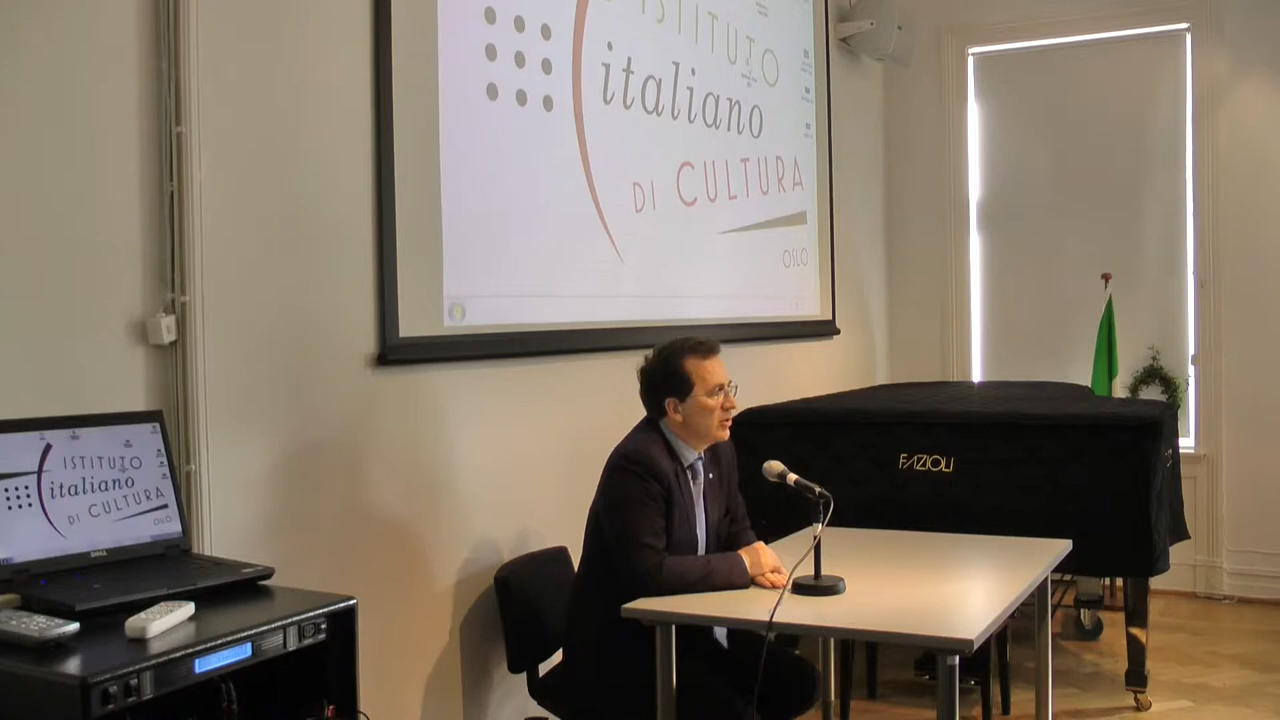 ISTITUTO
italiano
DI CULTURA
OSLO
FAZIOLI
ISTITUTO
italiano
DI CULTURA
OSLO
DELL